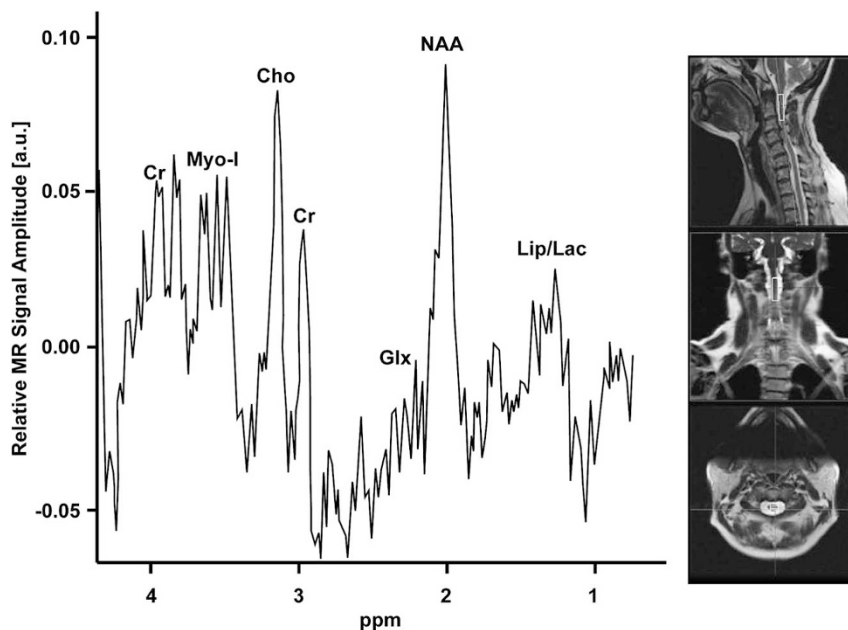 0.10
0.05
0.00
-0.05
Relative MR Signal Amplitude [a.u.]
NAA
Cho
Cr
Myo-I
Cr
Lip/Lac
Glx
4
3
2
1
ppm